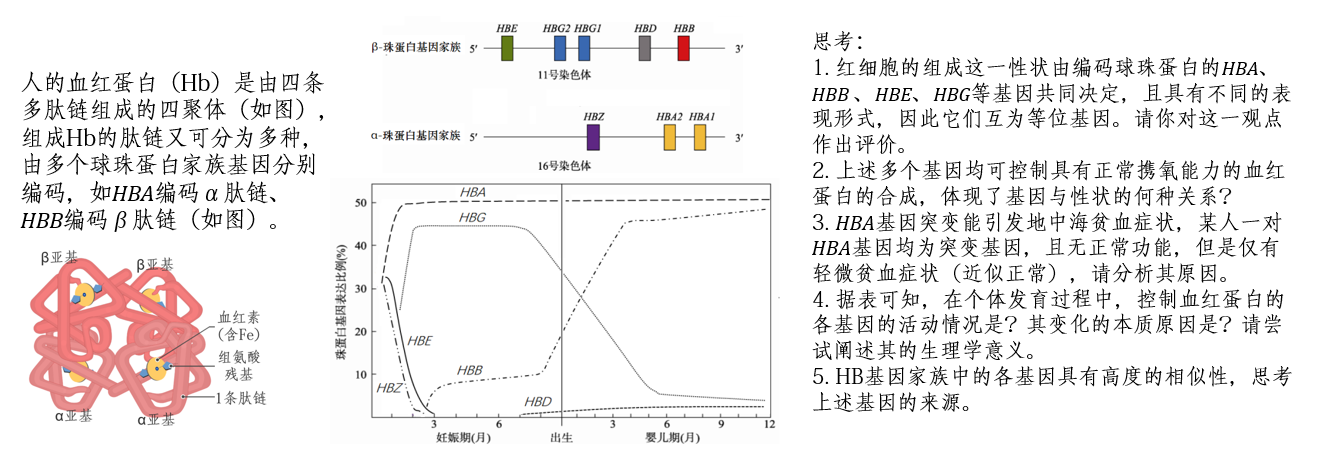 人的血红蛋白（Hb）是由四条
多肽链组成的四聚体（如图），
组成Hb的肽链又可分为多种，
由多个球珠蛋白家族基因分别
编码，如HBA编码α肽链、
HBB编码β肽链（如图）。
β亚基
β亚基
血红素
(含Fe)
组氨酸
残基
1条肽链
α亚基
α亚基
HBE HBG2 HBG1 HBD HBB
β-珠蛋白基因家族 5′ 3′
11号染色体
HBZ HBA2 HBA1
α-珠蛋白基因家族 5′ 3′
16号染色体
珠蛋白基因表达比例(%)
50
40
30
20
10
HBA
HBG
HBE
HBZ
HBB
HBD
3 6 3 6 9 12
妊娠期(月) 出生 婴儿期(月)
思考：
1. 红细胞的组成这一性状由编码球珠蛋白的HBA、
HBB、HBE、HBG等基因共同决定，且具有不同的表
现形式，因此它们互为等位基因。请你对这一观点
作出评价。
2. 上述多个基因均可控制具有正常携氧能力的血红
蛋白的合成，体现了基因与性状的何种关系？
3. HBA基因突变能引发地中海贫血症状，某人一对
HBA基因均为突变基因，且无正常功能，但是仅有
轻微贫血症状（近似正常），请分析其原因。
4. 据表可知，在个体发育过程中，控制血红蛋白的
各基因的活动情况是？其变化的本质原因是？请尝
试阐述其的生理学意义。
5. HB基因家族中的各基因具有高度的相似性，思考
上述基因的来源。